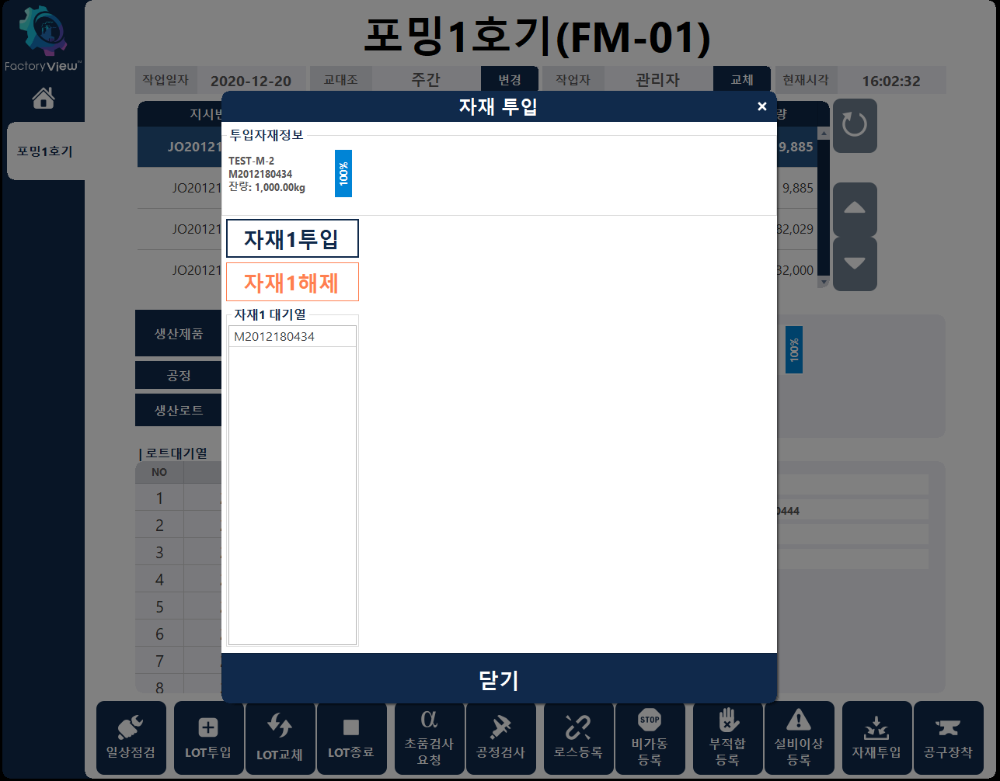 FactoryView™
포밍1호기(FM-01)
작업일자 2020-12-20 교대조 주간 변경 작업자 관리자 교체 현재시각 16:02:32
포밍1호기
자재 투입 ×
투입자재정보
TEST-M-2
M2012180434
잔량: 1,000.00kg
100%
자재1투입
자재1해제
자재1 대기열
M2012180434
닫기
지시번
량
JO20121
9,885
JO20121
9,885
JO20121
32,029
JO20121
32,000
생산제품
100%
공정
생산로트
로트대기열
NO
1
2
0444
3
4
5
6
7
8
일상점검
LOT투입
LOT교체
LOT종료
α
초품검사
요청
공정검사
로스등록
STOP
비가동
등록
부적합
등록
설비이상
등록
자재투입
공구장착